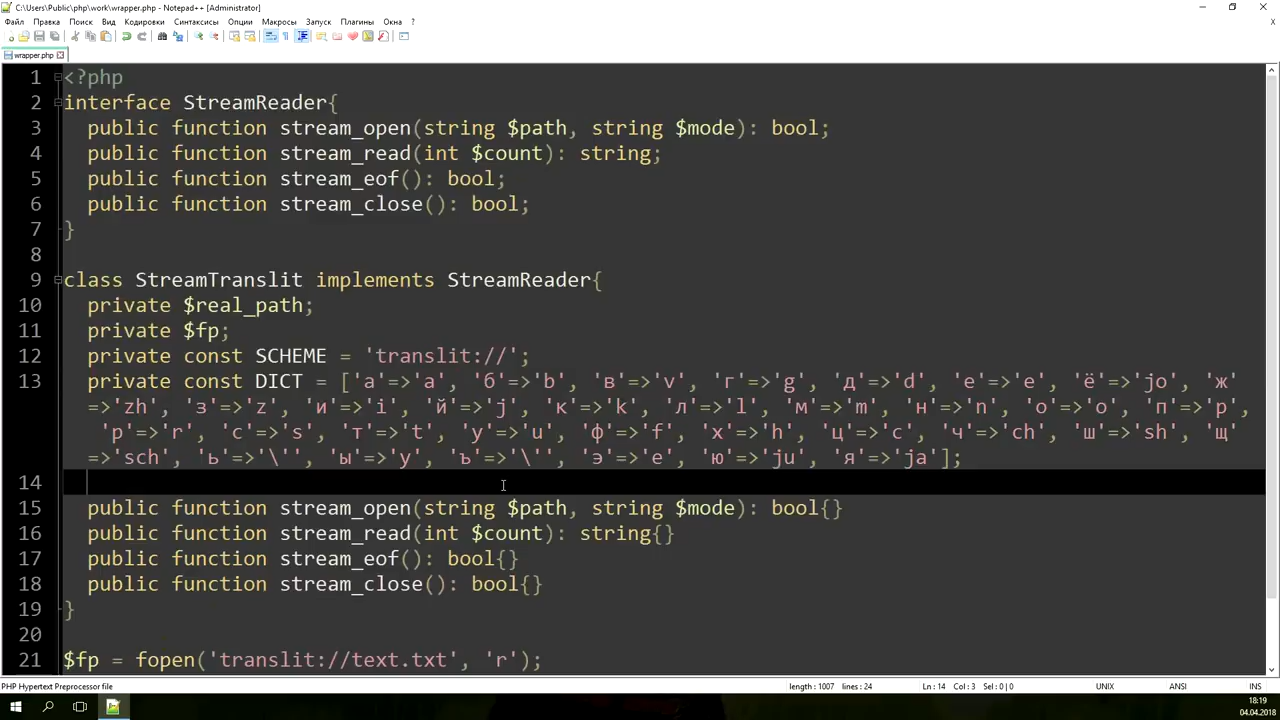 C:\Users\Public\php\work\wrapper.php - Notepad++ [Administrator]
Файл Правка Поиск Вид Кодировки Синтаксисы Опции Макросы Запуск Плагины Окна ?
wrapper.php
1 <?php
2 interface StreamReader{
3 public function stream_open(string $path, string $mode): bool;
4 public function stream_read(int $count): string;
5 public function stream_eof(): bool;
6 public function stream_close(): bool;
7 }
8
9 class StreamTranslit implements StreamReader{
10 private $real_path;
11 private $fp;
12 private const SCHEME = 'translit://';
13 private const DICT = ['а'=>'a', 'б'=>'b', 'в'=>'v', 'г'=>'g', 'д'=>'d', 'е'=>'e', 'ё'=>'jo', 'ж'
=>'zh', 'з'=>'z', 'и'=>'i', 'й'=>'j', 'к'=>'k', 'л'=>'l', 'м'=>'m', 'н'=>'n', 'о'=>'o', 'п'=>'p',
'р'=>'r', 'с'=>'s', 'т'=>'t', 'у'=>'u', 'ф'=>'f', 'х'=>'h', 'ц'=>'c', 'ч'=>'ch', 'ш'=>'sh', 'щ'
=>'sch', 'ь'=>'\'', 'ы'=>'y', 'ъ'=>'\'', 'э'=>'e', 'ю'=>'ju', 'я'=>'ja'];
14
15 public function stream_open(string $path, string $mode): bool{}
16 public function stream_read(int $count): string{}
17 public function stream_eof(): bool{}
18 public function stream_close(): bool{}
19 }
20
21 $fp = fopen('translit://text.txt', 'r');
PHP Hypertext Preprocessor file length : 1007 lines : 24 Ln : 14 Col : 3 Sel : 0 | 0 UNIX ANSI INS
18:19
04.04.2018